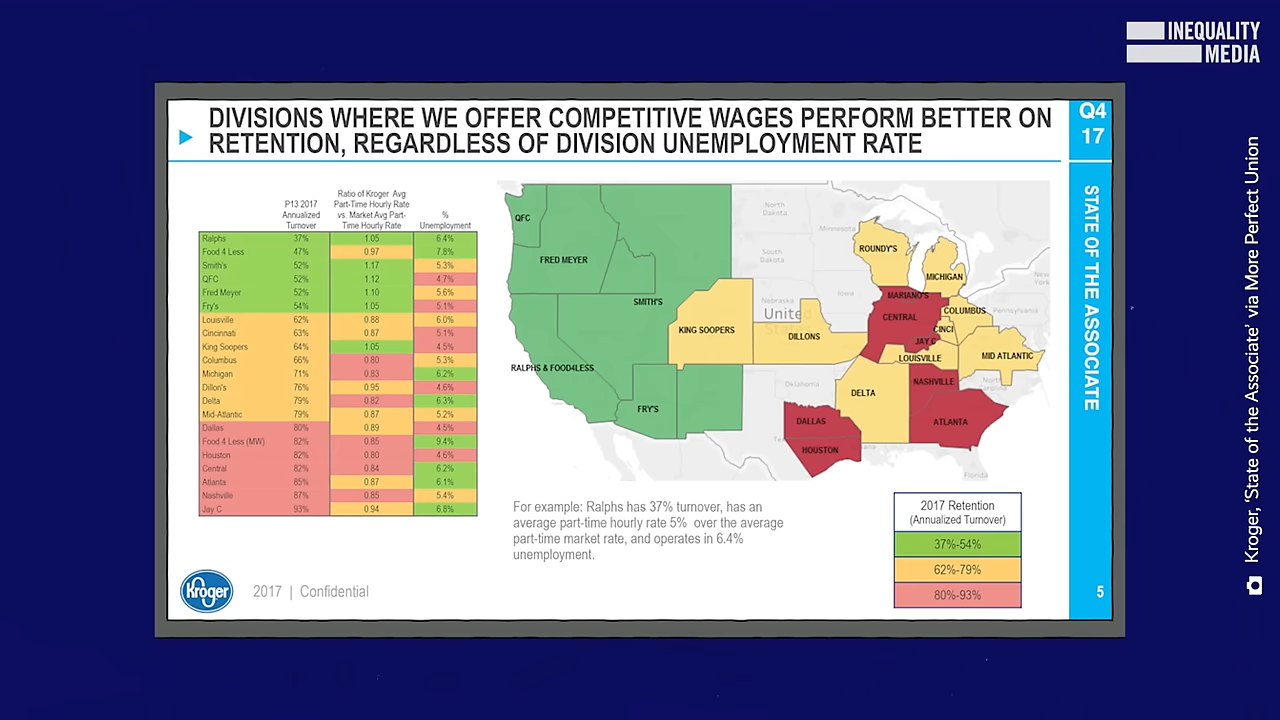 INEQUALITY
MEDIA
DIVISIONS WHERE WE OFFER COMPETITIVE WAGES PERFORM BETTER ON
RETENTION, REGARDLESS OF DIVISION UNEMPLOYMENT RATE
Q4
17
STATE OF THE ASSOCIATE
P13 2017 Annualized Turnover
Ratio of Kroger Avg Part-Time Hourly Rate vs. Market Avg Part-Time Hourly Rate
% Unemployment
Ralphs 37% 1.05 6.4%
Food 4 Less 47% 0.97 7.8%
Smith's 52% 1.17 5.3%
QFC 52% 1.12 4.7%
Fred Meyer 52% 1.10 5.6%
Fry's 54% 1.05 5.1%
Louisville 62% 0.88 6.0%
Cincinnati 63% 0.87 5.1%
King Soopers 64% 1.05 4.5%
Columbus 66% 0.80 5.3%
Michigan 71% 0.83 6.2%
Dillon's 76% 0.95 4.6%
Delta 79% 0.82 6.3%
Mid-Atlantic 79% 0.87 5.2%
Dallas 80% 0.89 4.5%
Food 4 Less (MW) 82% 0.85 9.4%
Houston 82% 0.80 4.6%
Central 82% 0.84 6.2%
Atlanta 85% 0.87 6.1%
Nashville 87% 0.85 5.4%
Jay C 93% 0.94 6.8%
QFC
FRED MEYER
SMITH'S
RALPHS & FOOD4LESS
FRY'S
KING SOOPERS
DILLONS
ROUNDY'S
MICHIGAN
MARIANO'S
CENTRAL
COLUMBUS
CINCI
JAY C
LOUISVILLE
MID ATLANTIC
DELTA
NASHVILLE
ATLANTA
DALLAS
HOUSTON
North Dakota
Minnesota
South Dakota
Nebraska
Iowa
United States
Oklahoma
Pennsylvania
Florida
For example: Ralphs has 37% turnover, has an
average part-time hourly rate 5% over the average
part-time market rate, and operates in 6.4%
unemployment.
2017 Retention
(Annualized Turnover)
37%-54%
62%-79%
80%-93%
Kroger
2017 | Confidential
5
Kroger, 'State of the Associate' via More Perfect Union